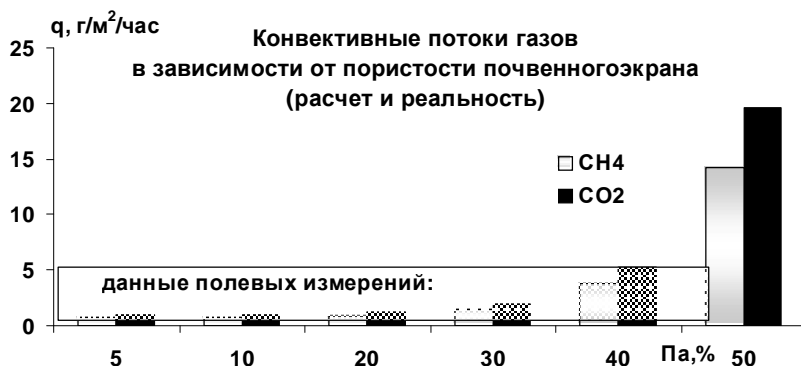 q, г/м²/час
Конвективные потоки газов
в зависимости от пористости почвенногоэкрана
(расчет и реальность)
25
20
15
10
5
0
CH4
CO2
данные полевых измерений:
5 10 20 30 40 Па,% 50